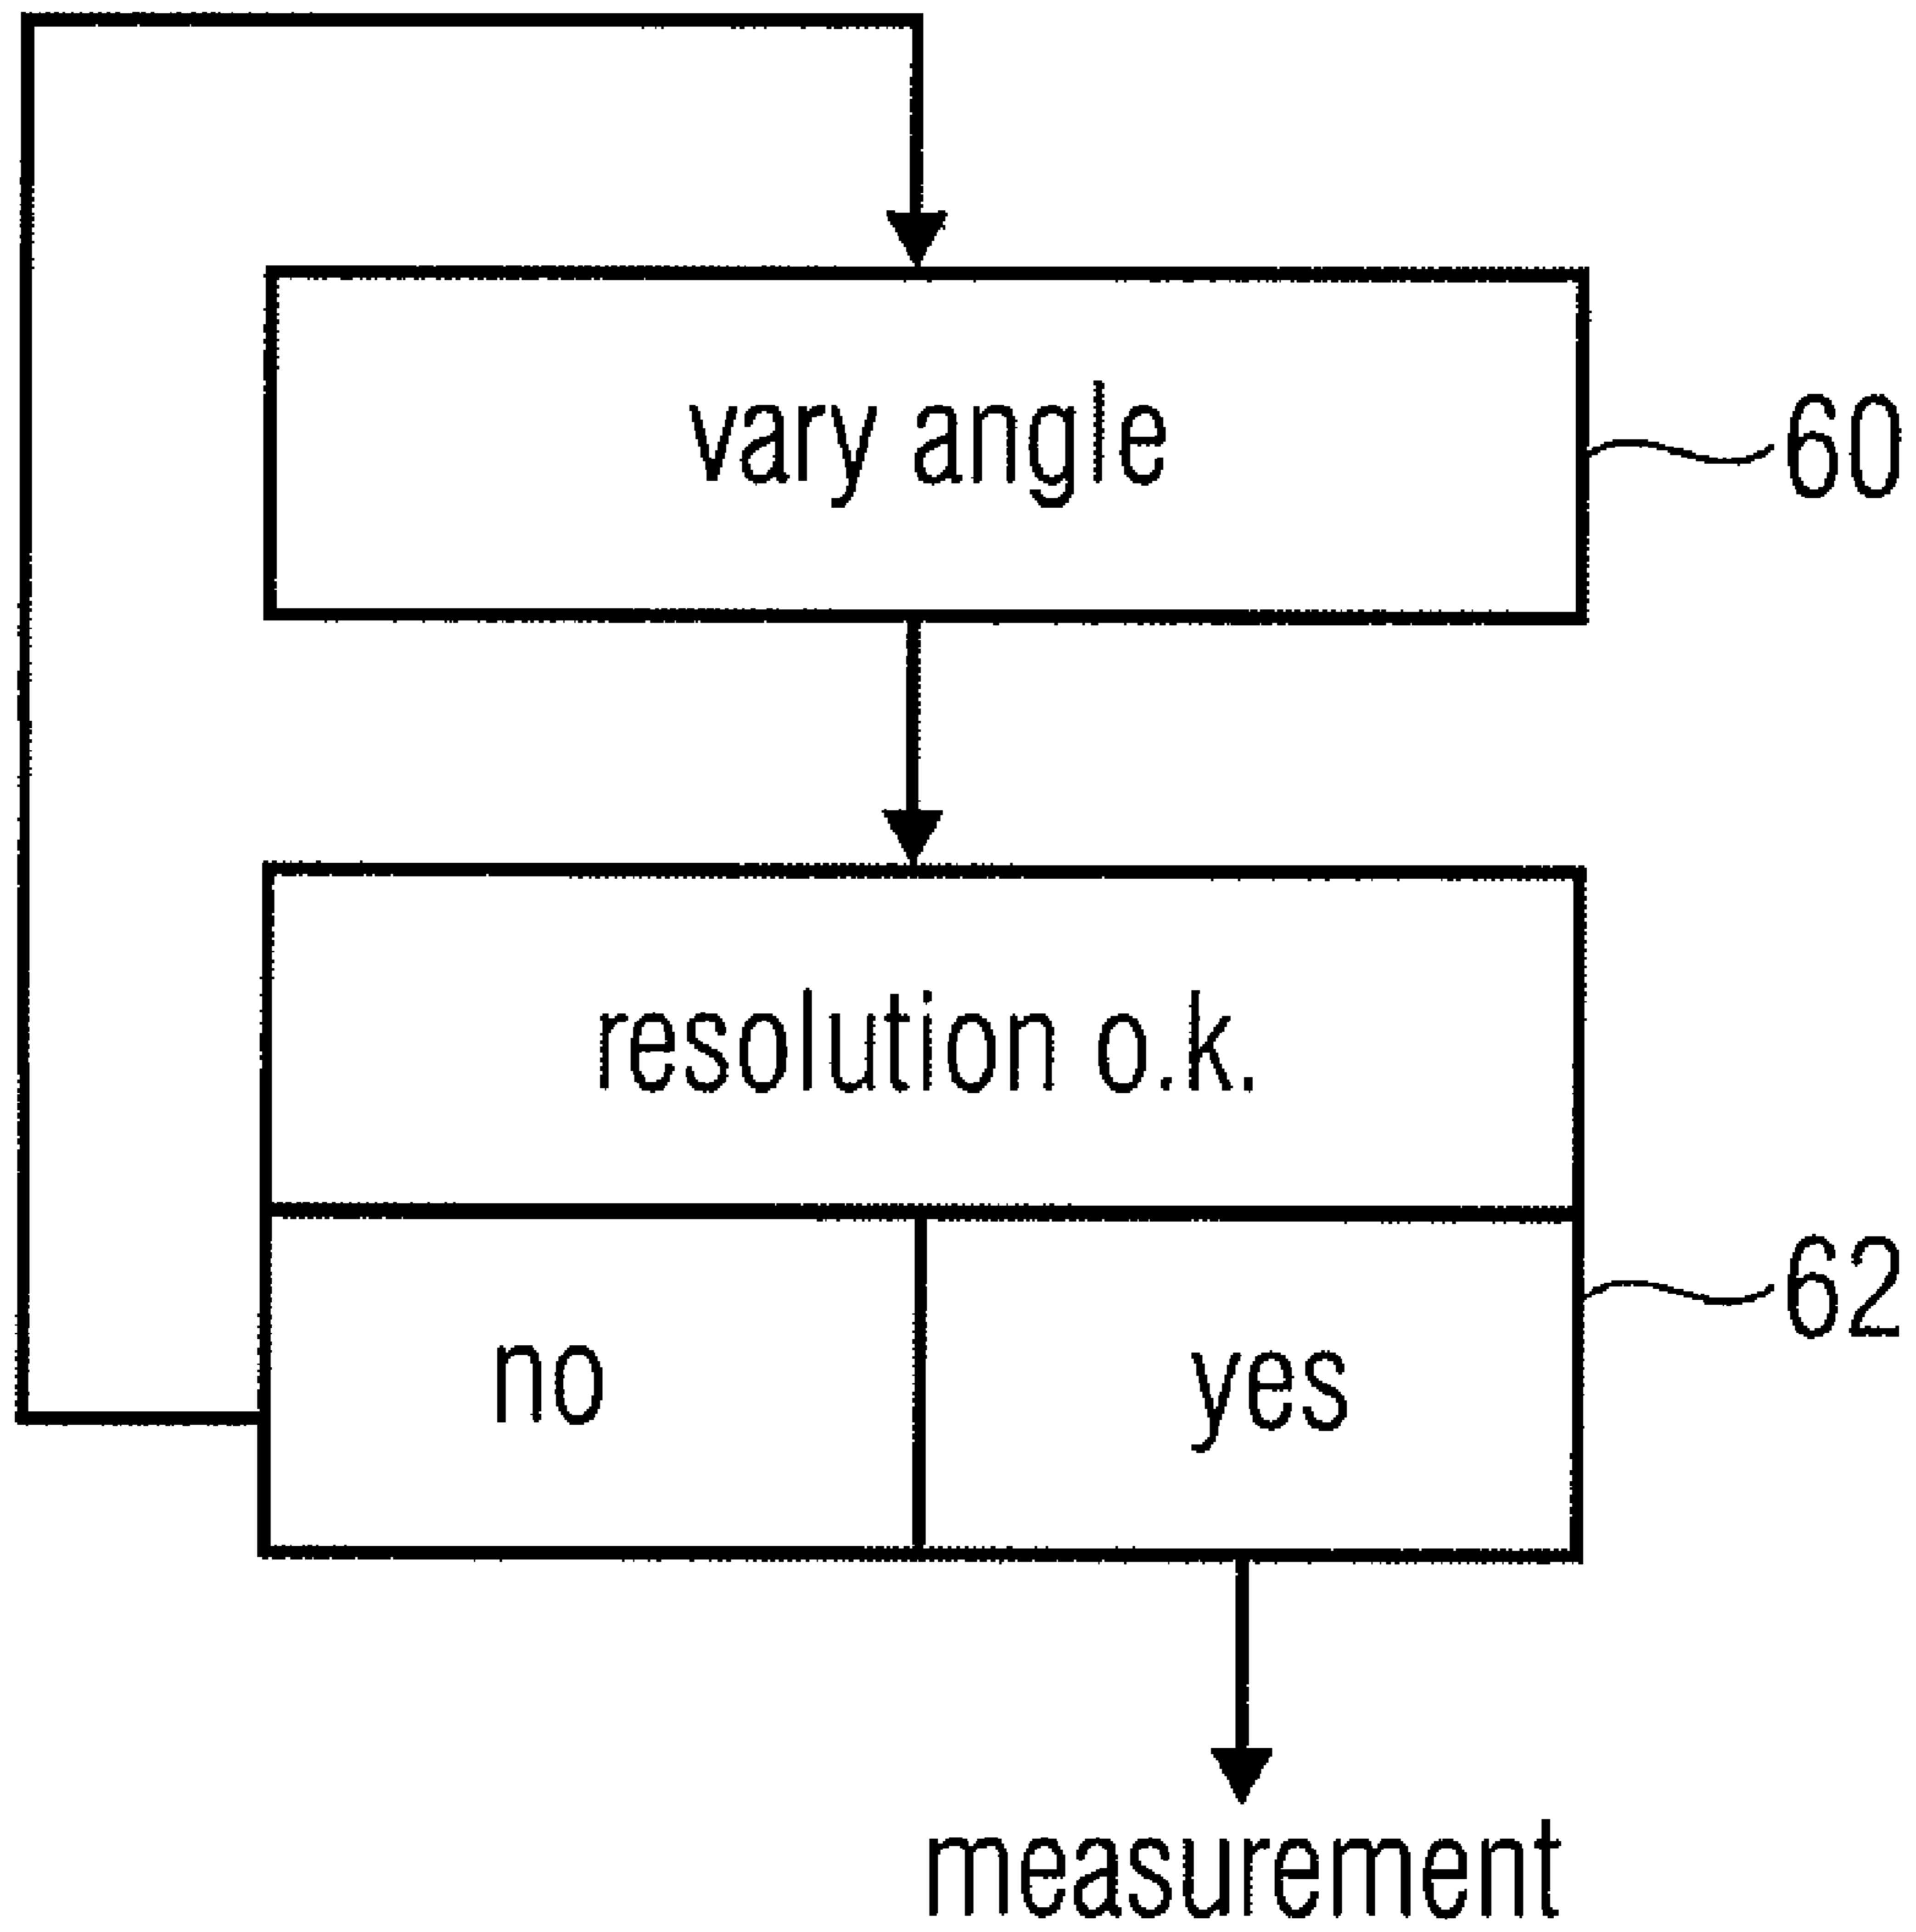 vary angle
60
resolution o.k.
62
no
yes
measurement